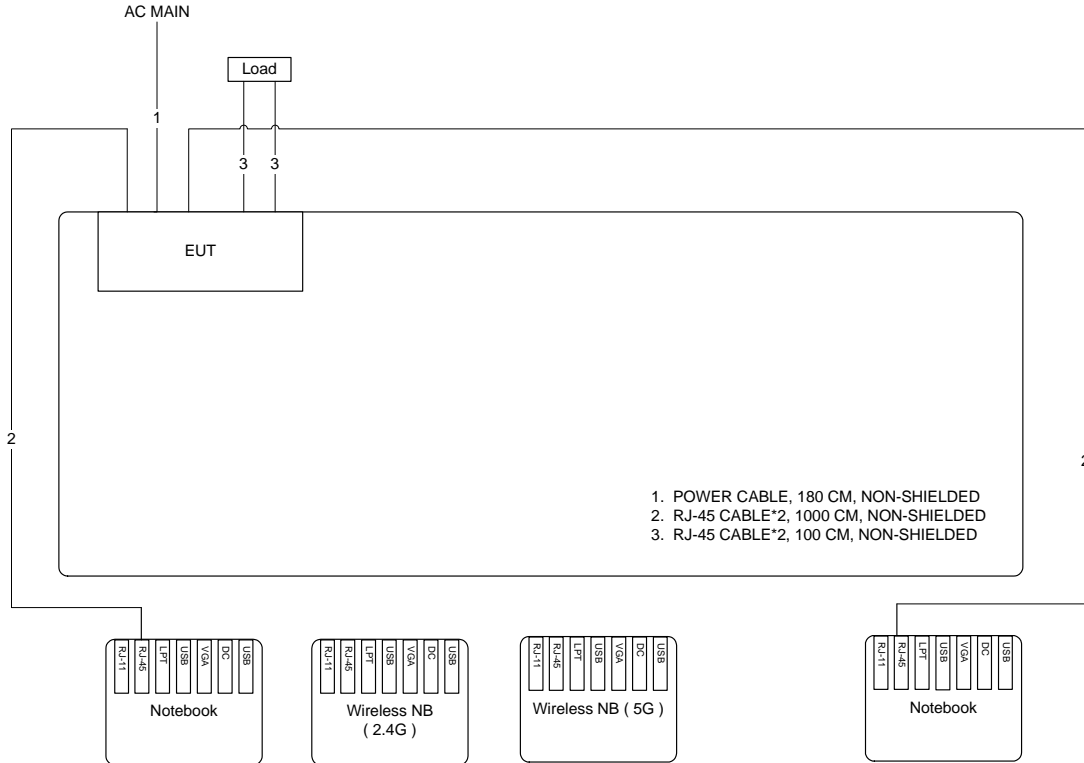 AC MAIN
Load
1
3 3
EUT
2
1. POWER CABLE, 180 CM, NON-SHIELDED
2. RJ-45 CABLE*2, 1000 CM, NON-SHIELDED
3. RJ-45 CABLE*2, 100 CM, NON-SHIELDED
RJ-11 RJ-45 LPT USB VGA DC USB
Notebook
RJ-11 RJ-45 LPT USB VGA DC USB
Wireless NB
( 2.4G )
RJ-11 RJ-45 LPT USB VGA DC USB
Wireless NB ( 5G )
RJ-11 RJ-45 LPT USB VGA DC USB
Notebook